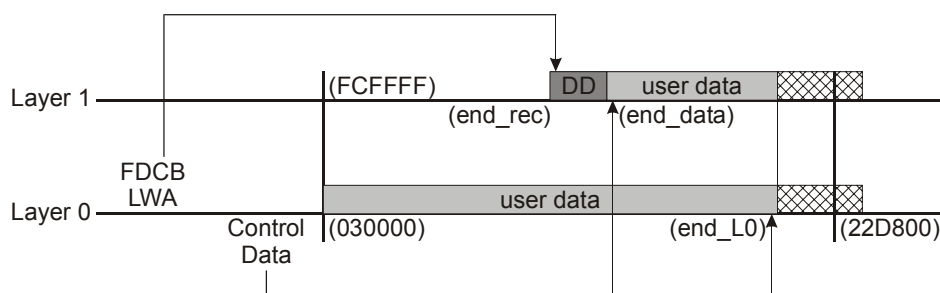 (FCFFFF)
DD
user data
Layer 1
(end_rec)
(end_data)
FDCB
LWA
user data
Layer 0
Control
Data
(030000)
(end_L0)
(22D800)